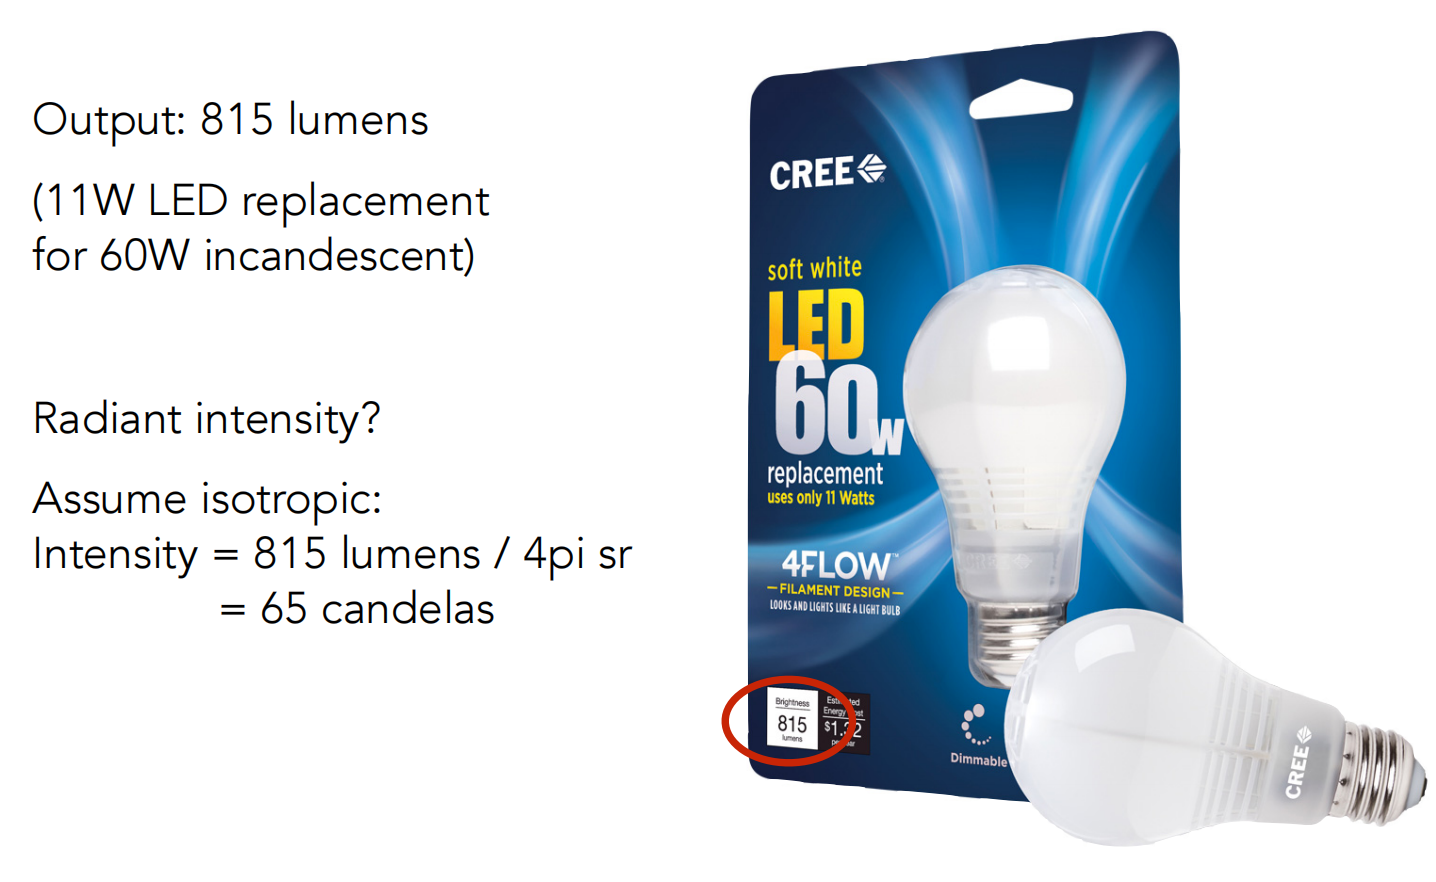 Output: 815 lumens
(11W LED replacement
for 60W incandescent)
Radiant intensity?
Assume isotropic:
Intensity = 815 lumens / 4pi sr
= 65 candelas
CREE
soft white
LED
60w
replacement
uses only 11 Watts
4FLOW™
FILAMENT DESIGN
LOOKS AND LIGHTS LIKE A LIGHT BULB
Brightness
815
lumens
Energy
Dimmable
CREE